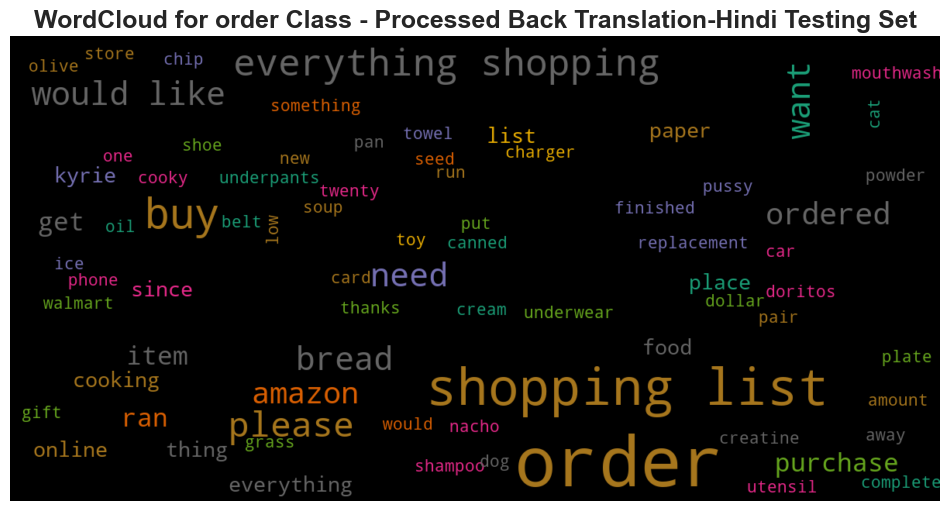 WordCloud for order Class - Processed Back Translation-Hindi Testing Set
store
olive
chip
everything shopping
would like
something
want
mouthwash
cat
towel
list
paper
shoe
pan
charger
one
new
seed
run
kyrie
cooky
underpants
twenty
powder
pussy
buy
soup
finished
ordered
get
oil
belt
low
put
toy
canned
replacement
car
ice
phone
since
card
need
place
doritos
dollar
walmart
thanks
cream
underwear
pair
item
bread
food
plate
cooking
amazon
shopping list
amount
gift
ran
please
would
nacho
online
thing
grass
order
creatine
away
shampoo
dog
purchase
everything
utensil
complete